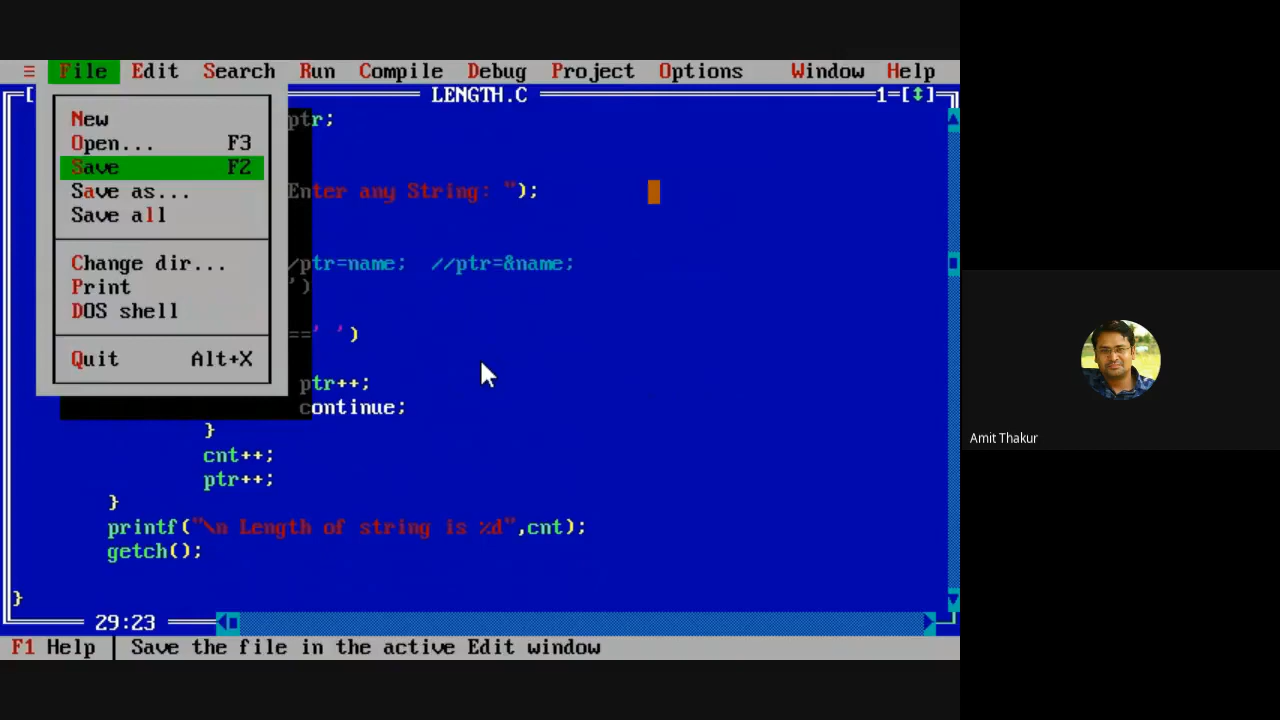 ≡ File Edit Search Run Compile Debug Project Options Window Help
[ LENGTH.C 1=[↕]
New
Open... F3
Save F2
Save as...
Save all
Change dir...
Print
DOS shell
Quit Alt+X
ptr;
Enter any String: ");
/ptr=name; //ptr=&name;
')
==' ')
ptr++;
continue;
}
cnt++;
ptr++;
}
printf("\n Length of string is %d",cnt);
getch();
}
29:23
F1 Help | Save the file in the active Edit window
Amit Thakur